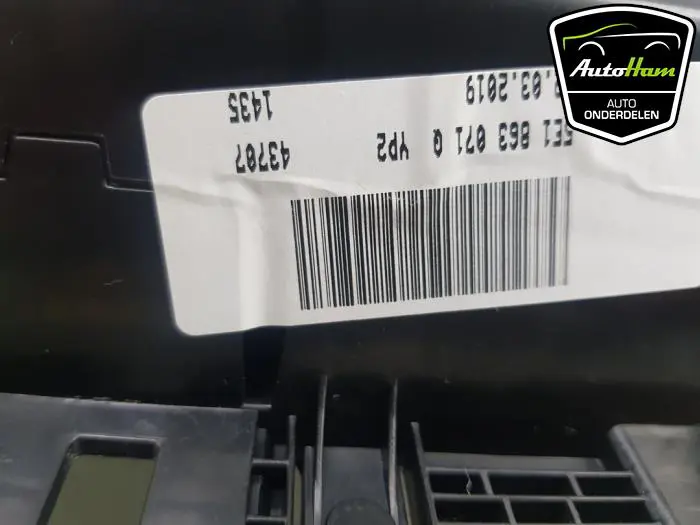 AutoHam
AUTO
ONDERDELEN
5E1 863 071 Q YP2 43707
.03.2019 1435